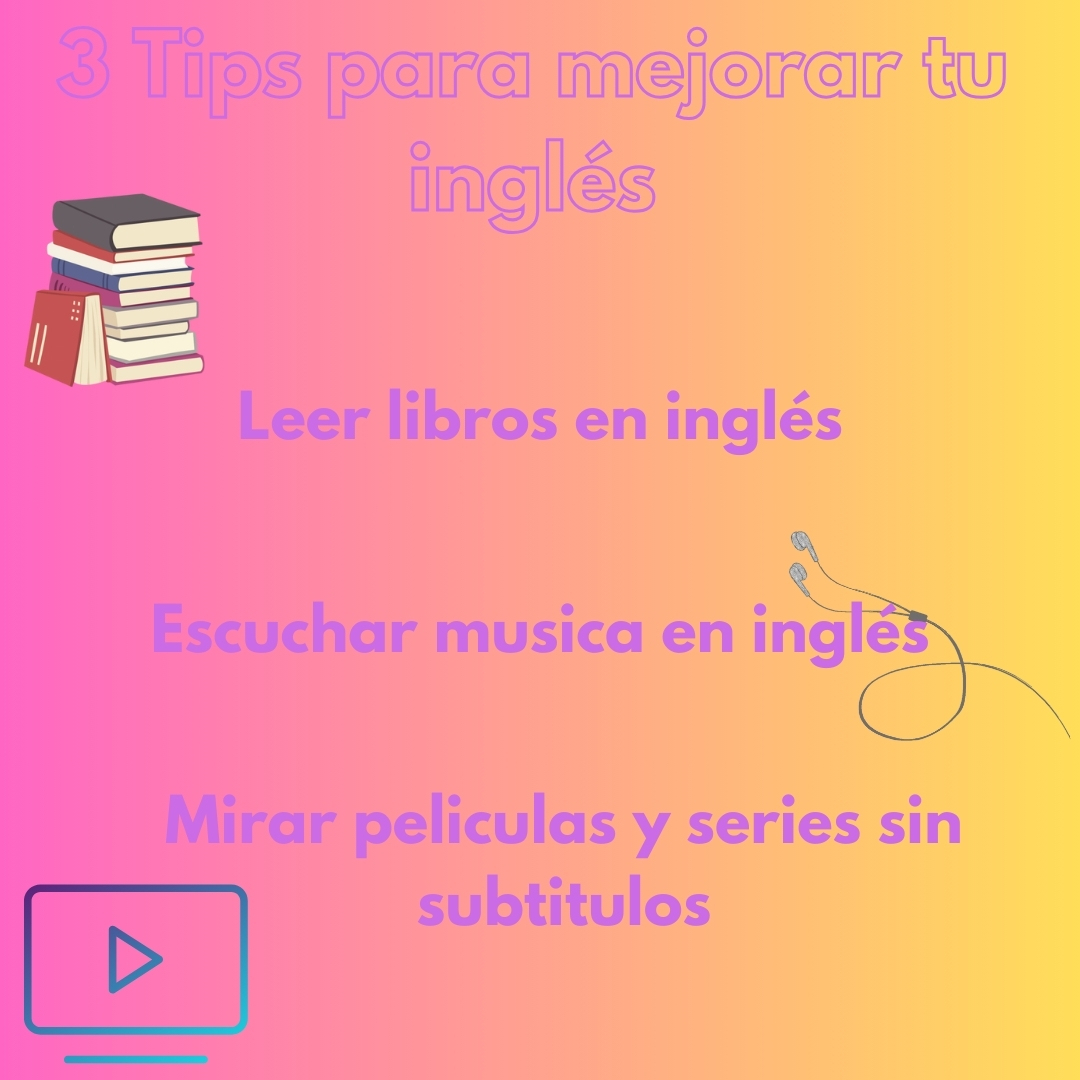 3 Tips para mejorar tu
inglés
Leer libros en inglés
Escuchar musica en inglés
Mirar peliculas y series sin
subtitulos